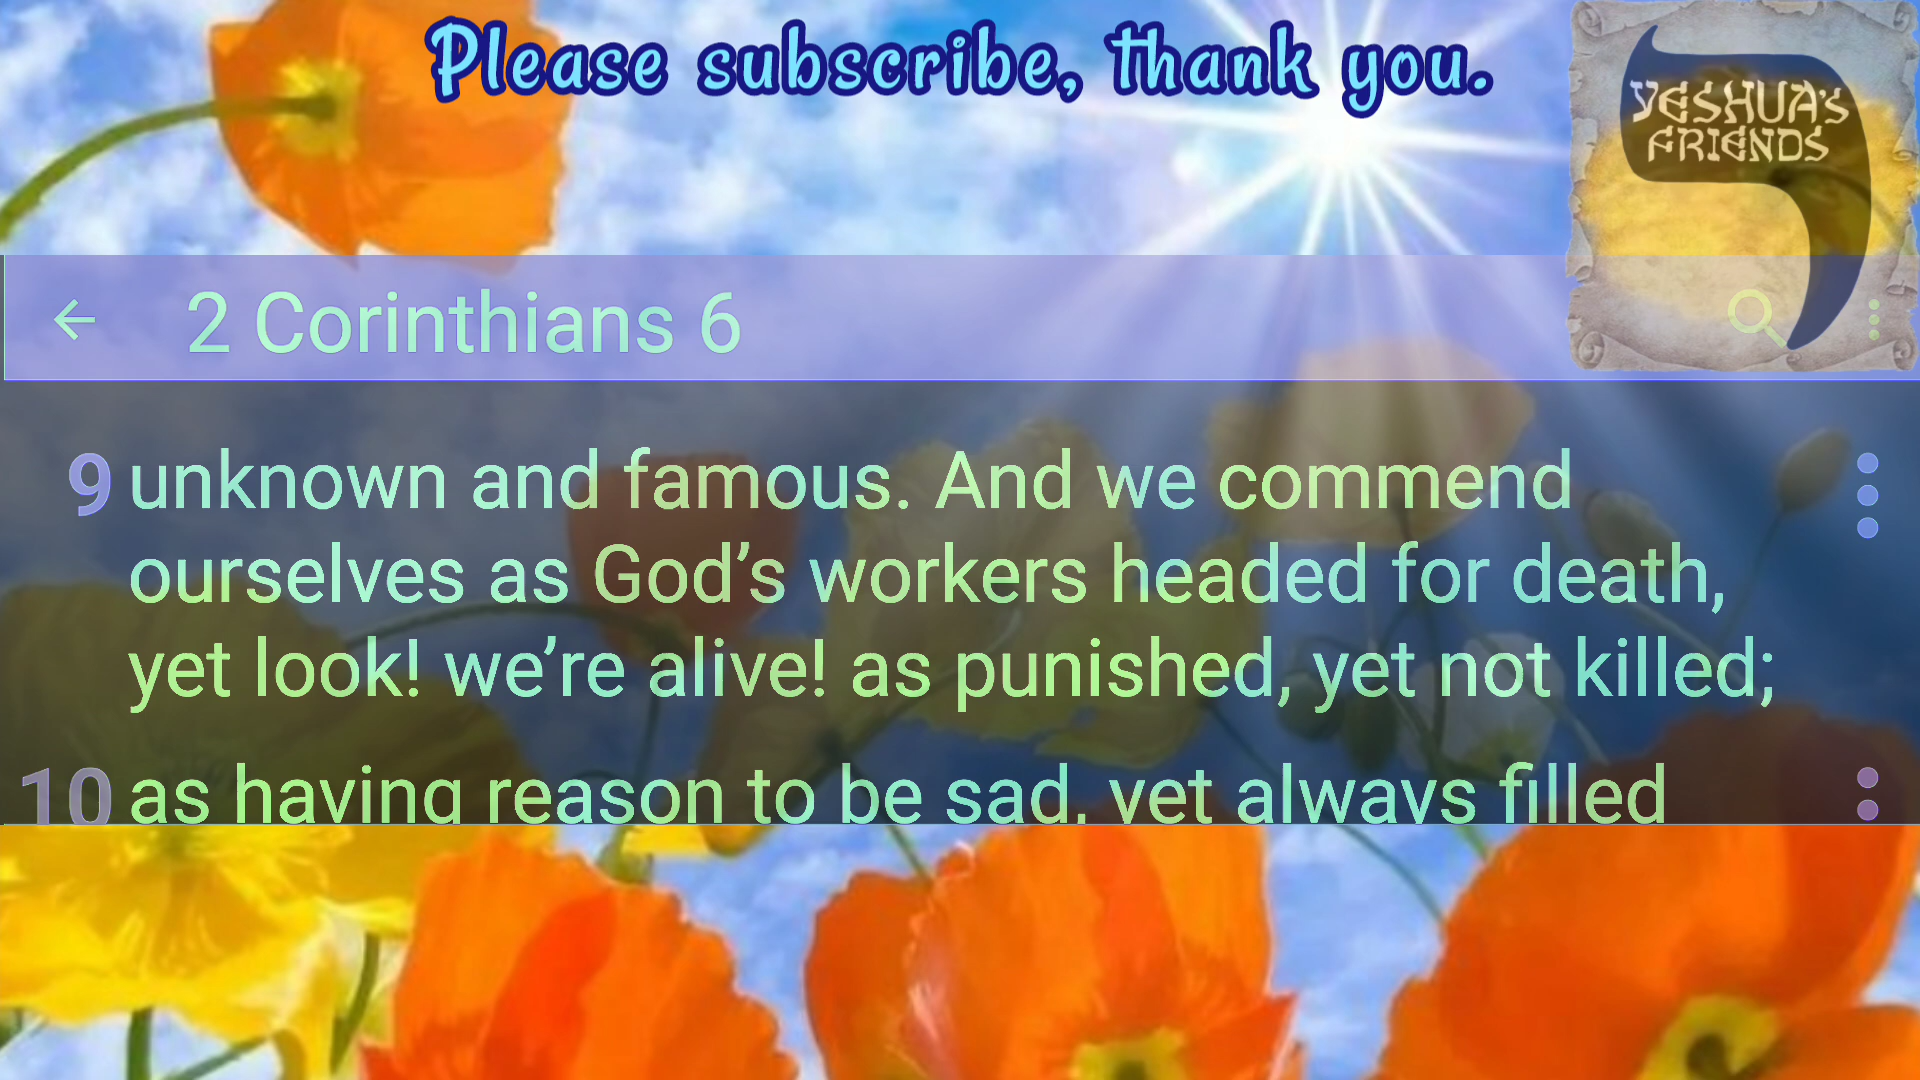 Please subscribe, thank you.
YESHUA'S
FRIENDS
2 Corinthians 6
9 unknown and famous. And we commend
ourselves as God’s workers headed for death,
yet look! we’re alive! as punished, yet not killed;
10 as having reason to be sad, yet always filled